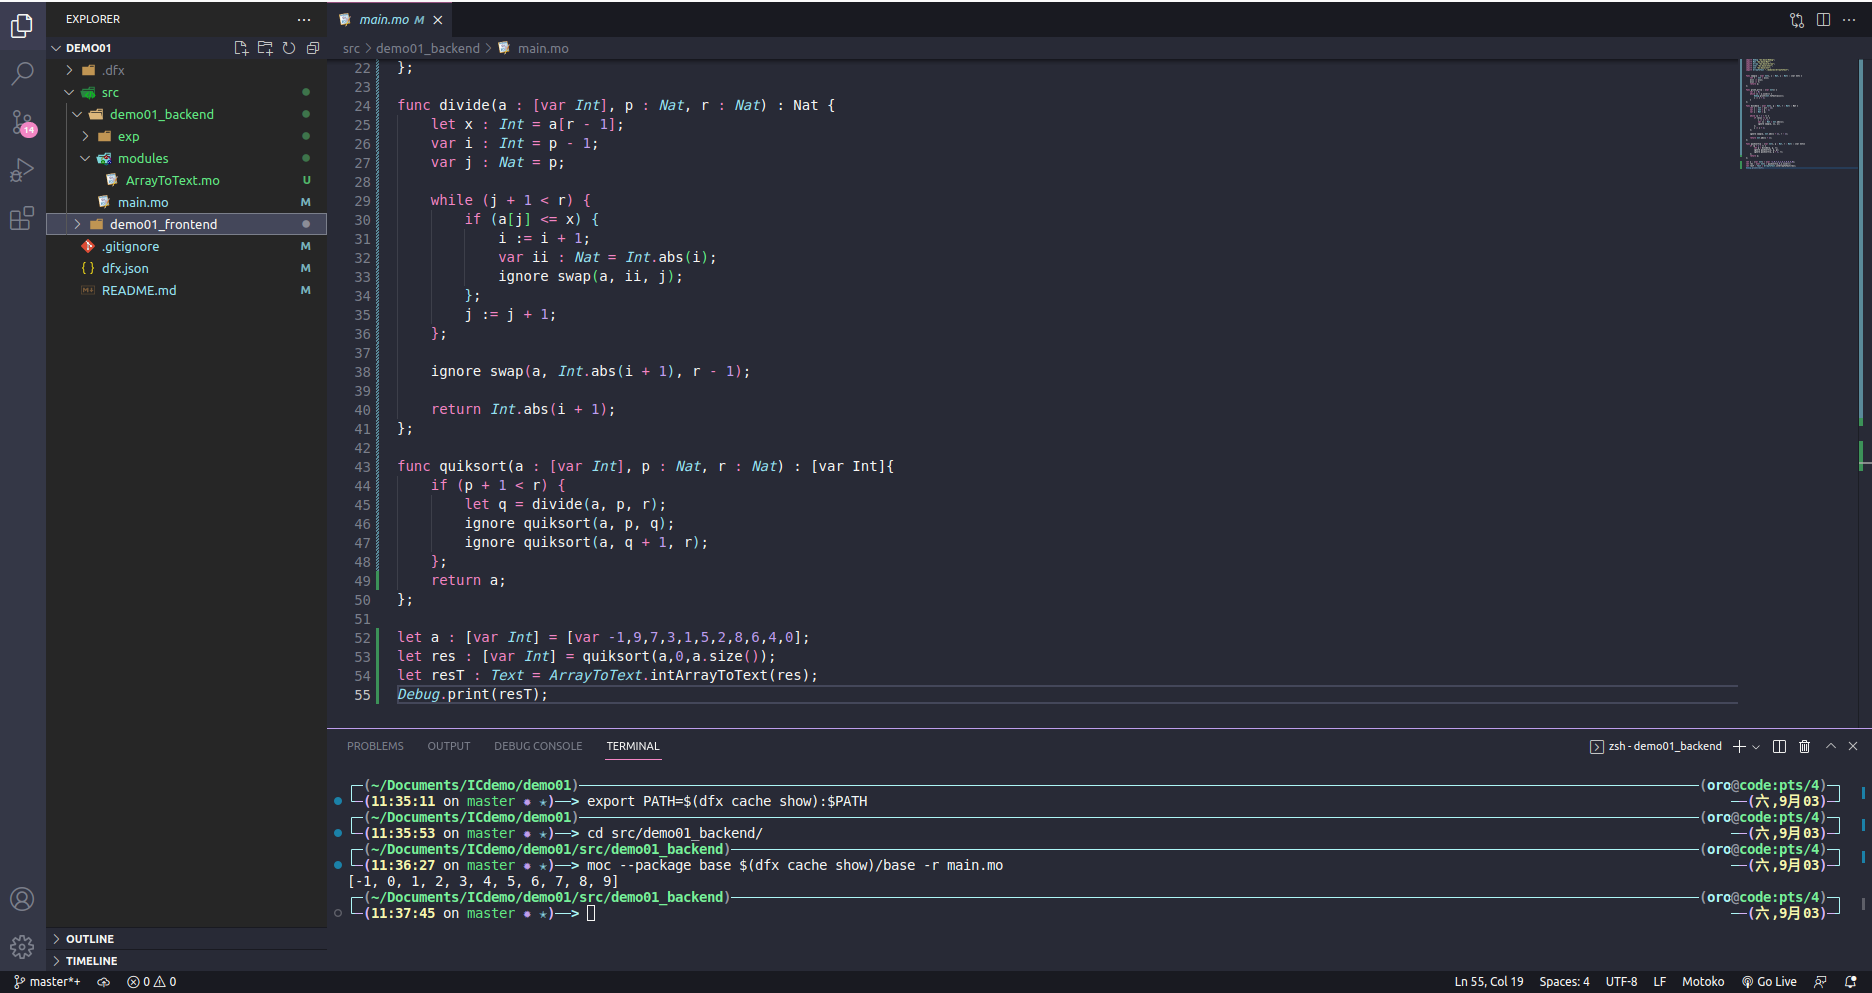 EXPLORER ···
DEMO01
.dfx
src
demo01_backend
exp
modules
ArrayToText.mo U
main.mo M
demo01_frontend
.gitignore M
{} dfx.json M
README.md M
OUTLINE
TIMELINE
14
main.mo M ×
src > demo01_backend > main.mo
22 };
23
24 func divide(a : [var Int], p : Nat, r : Nat) : Nat {
25 let x : Int = a[r - 1];
26 var i : Int = p - 1;
27 var j : Nat = p;
28
29 while (j + 1 < r) {
30 if (a[j] <= x) {
31 i := i + 1;
32 var ii : Nat = Int.abs(i);
33 ignore swap(a, ii, j);
34 };
35 j := j + 1;
36 };
37
38 ignore swap(a, Int.abs(i + 1), r - 1);
39
40 return Int.abs(i + 1);
41 };
42
43 func quiksort(a : [var Int], p : Nat, r : Nat) : [var Int]{
44 if (p + 1 < r) {
45 let q = divide(a, p, r);
46 ignore quiksort(a, p, q);
47 ignore quiksort(a, q + 1, r);
48 };
49 return a;
50 };
51
52 let a : [var Int] = [var -1,9,7,3,1,5,2,8,6,4,0];
53 let res : [var Int] = quiksort(a,0,a.size());
54 let resT : Text = ArrayToText.intArrayToText(res);
55 Debug.print(resT);
PROBLEMS OUTPUT DEBUG CONSOLE TERMINAL zsh - demo01_backend
(~/Documents/ICdemo/demo01) (oro@code:pts/4)
(11:35:11 on master ✹ ✭)──> export PATH=$(dfx cache show):$PATH (六,9月03)
(~/Documents/ICdemo/demo01) (oro@code:pts/4)
(11:35:53 on master ✹ ✭)──> cd src/demo01_backend/ (六,9月03)
(~/Documents/ICdemo/demo01/src/demo01_backend) (oro@code:pts/4)
(11:36:27 on master ✹ ✭)──> moc --package base $(dfx cache show)/base -r main.mo (六,9月03)
[-1, 0, 1, 2, 3, 4, 5, 6, 7, 8, 9]
(~/Documents/ICdemo/demo01/src/demo01_backend) (oro@code:pts/4)
(11:37:45 on master ✹ ✭)──> (六,9月03)
master*+ 0 0 Ln 55, Col 19 Spaces: 4 UTF-8 LF Motoko Go Live